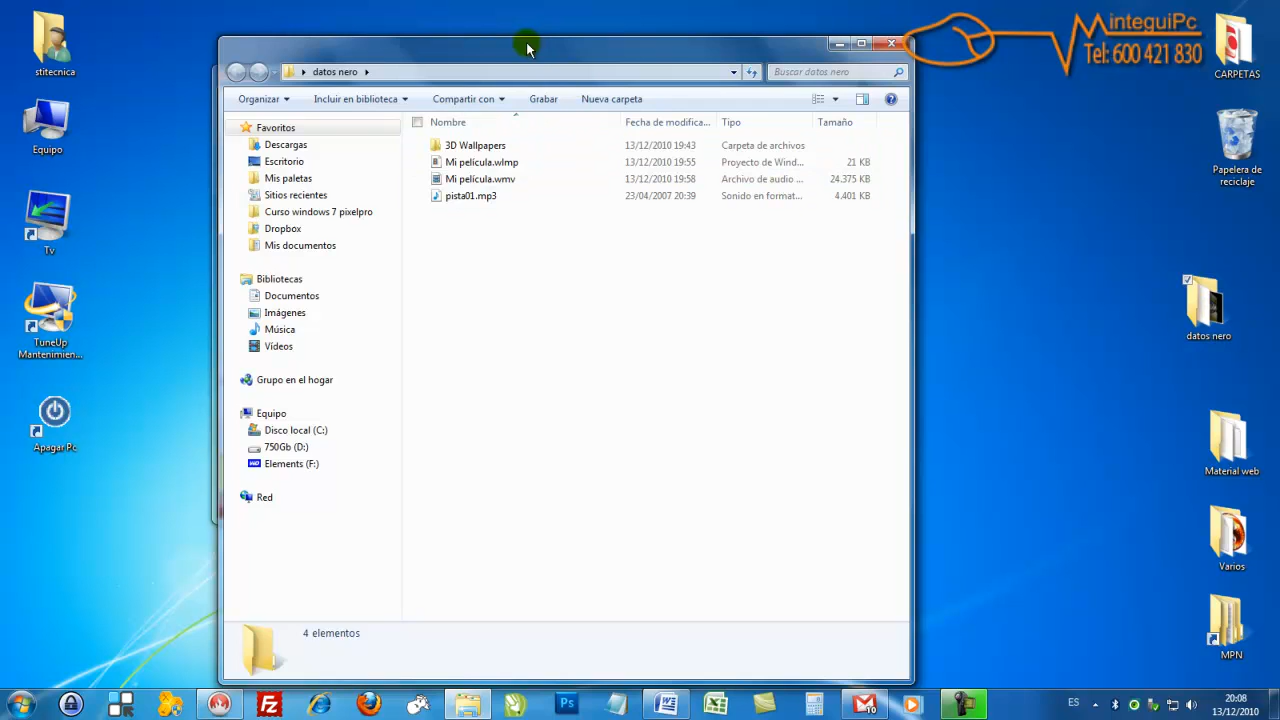 MinteguiPc
Tel: 600 421 830
stitecnica
Equipo
Tv
TuneUp
Mantenimien...
Apagar Pc
datos nero
Buscar datos nero
Organizar
Incluir en biblioteca
Compartir con
Grabar
Nueva carpeta
Favoritos
Descargas
Escritorio
Mis paletas
Sitios recientes
Curso windows 7 pixelpro
Dropbox
Mis documentos
Bibliotecas
Documentos
Imágenes
Música
Vídeos
Grupo en el hogar
Equipo
Disco local (C:)
750Gb (D:)
Elements (F:)
Red
Nombre Fecha de modifica... Tipo Tamaño
3D Wallpapers 13/12/2010 19:43 Carpeta de archivos
Mi película.wlmp 13/12/2010 19:55 Proyecto de Wind... 21 KB
Mi película.wmv 13/12/2010 19:58 Archivo de audio ... 24.375 KB
pista01.mp3 23/04/2007 20:39 Sonido en format... 4.401 KB
4 elementos
CARPETAS
Papelera de
reciclaje
datos nero
Material web
Varios
MPN
Fz
Ps
10
ES
20:08
13/12/2010